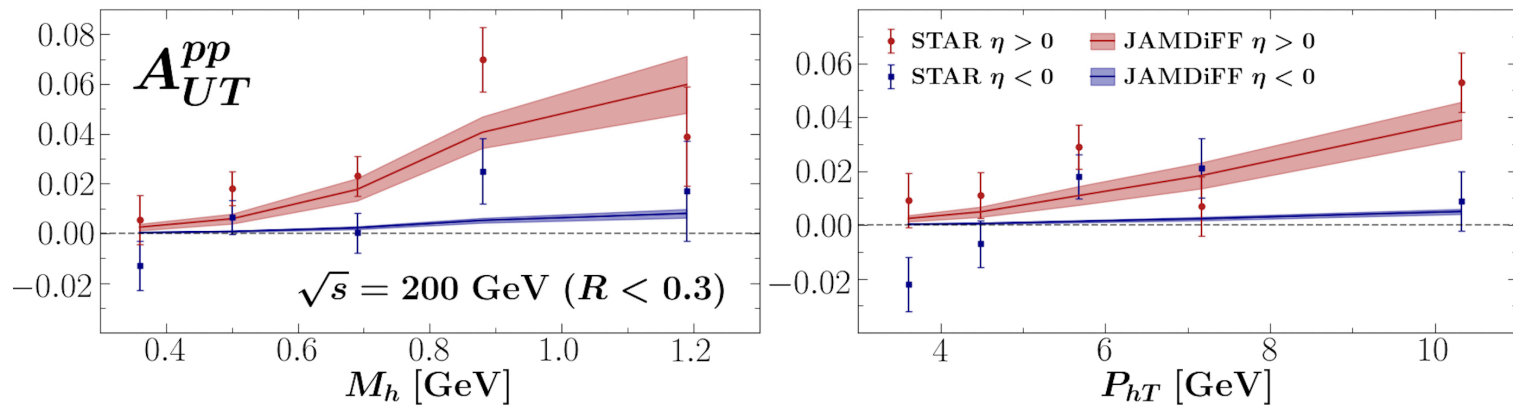 A_{UT}^{pp}
√s = 200 GeV (R < 0.3)
0.08
0.06
0.04
0.02
0.00
−0.02
0.4 0.6 0.8 1.0 1.2
M_h [GeV]
STAR η > 0 JAMDiFF η > 0
STAR η < 0 JAMDiFF η < 0
0.06
0.04
0.02
0.00
−0.02
4 6 8 10
P_{hT} [GeV]